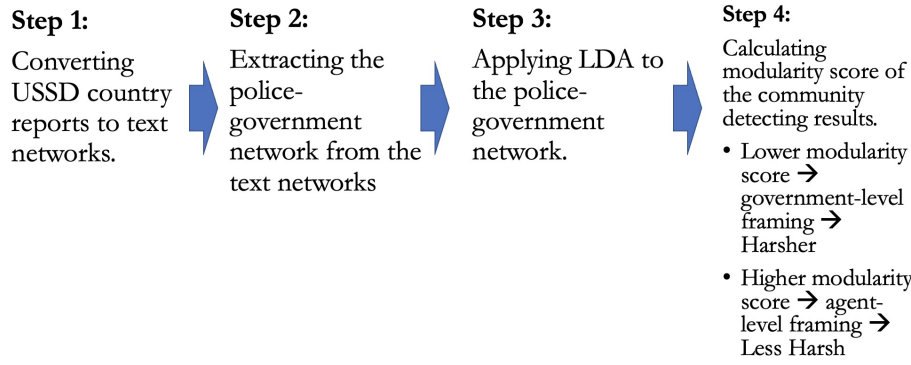 Step 1:
Converting
USSD country
reports to text
networks.
Step 2:
Extracting the
police-
government
network from the
text networks
Step 3:
Applying LDA to
the police-
government
network.
Step 4:
Calculating
modularity score of
the community
detecting results.
• Lower modularity
score → 
government-level
framing →
Harsher
• Higher modularity
score → agent-
level framing →
Less Harsh